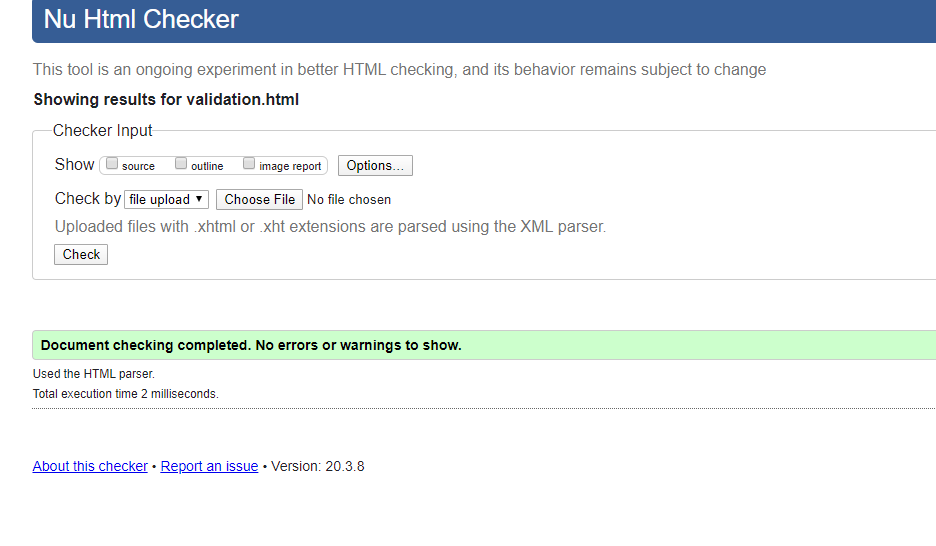 Nu Html Checker
This tool is an ongoing experiment in better HTML checking, and its behavior remains subject to change
Showing results for validation.html
Checker Input
Show source outline image report Options...
Check by file upload Choose File No file chosen
Uploaded files with .xhtml or .xht extensions are parsed using the XML parser.
Check
Document checking completed. No errors or warnings to show.
Used the HTML parser.
Total execution time 2 milliseconds.
About this checker • Report an issue • Version: 20.3.8